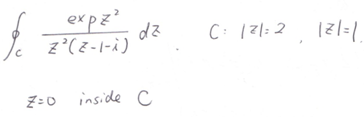 ∮_C exp z² / z²(z-1-i) dz . C: |z|=2 , |z|=1.
z=0 inside C